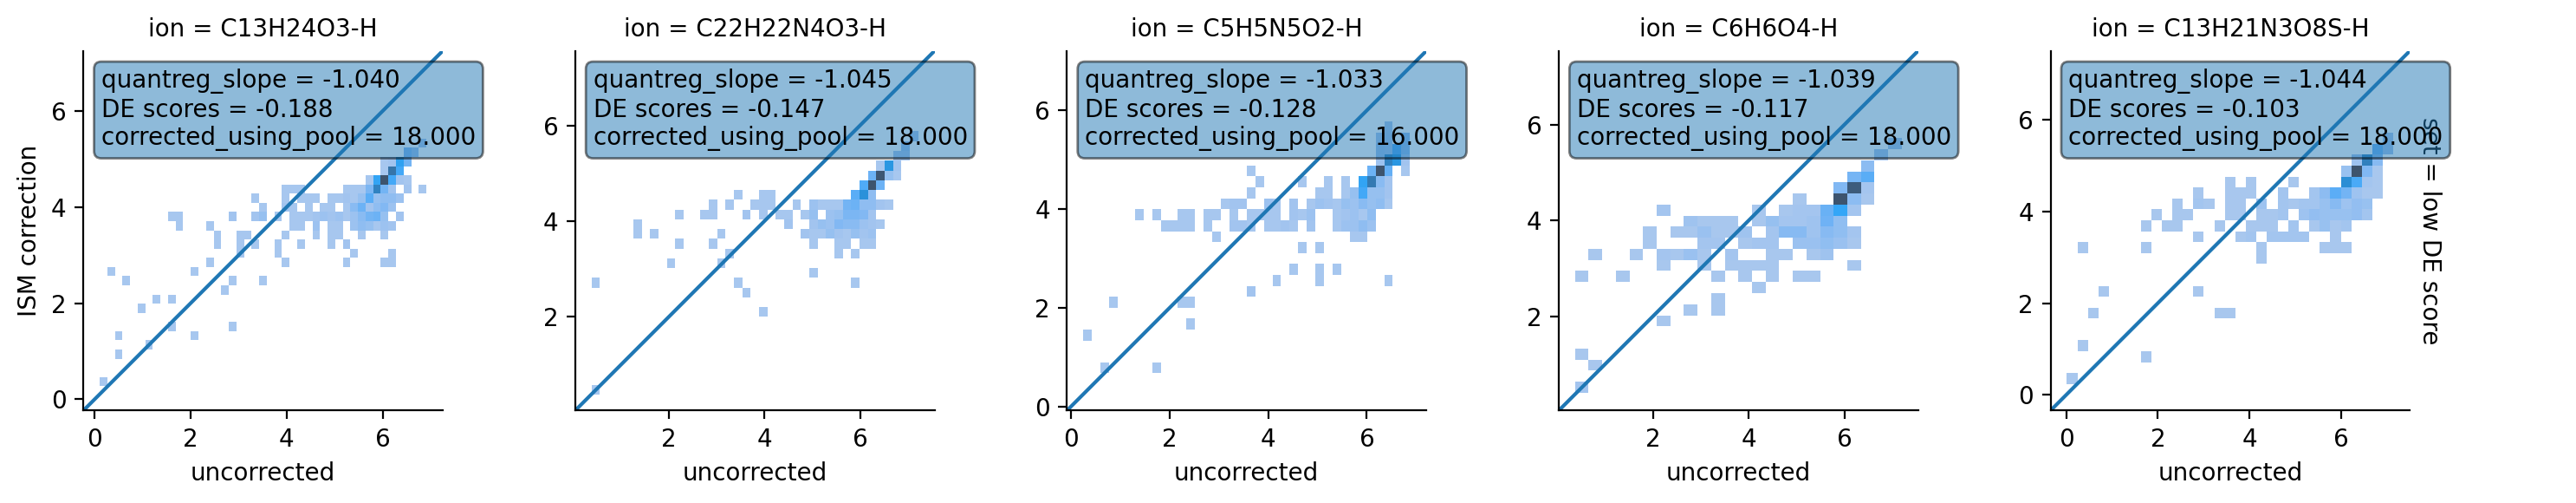 ion = C13H24O3-H
quantreg_slope = -1.040
DE scores = -0.188
corrected_using_pool = 18.000
6
4
2
0
ISM correction
0 2 4 6
uncorrected
ion = C22H22N4O3-H
quantreg_slope = -1.045
DE scores = -0.147
corrected_using_pool = 18.000
6
4
2
2 4 6
uncorrected
ion = C5H5N5O2-H
quantreg_slope = -1.033
DE scores = -0.128
corrected_using_pool = 16.000
6
4
2
0
0 2 4 6
uncorrected
ion = C6H6O4-H
quantreg_slope = -1.039
DE scores = -0.117
corrected_using_pool = 18.000
6
4
2
2 4 6
uncorrected
ion = C13H21N3O8S-H
quantreg_slope = -1.044
DE scores = -0.103
corrected_using_pool = 18.000
6
4
2
0
0 2 4 6
uncorrected
set = low DE score